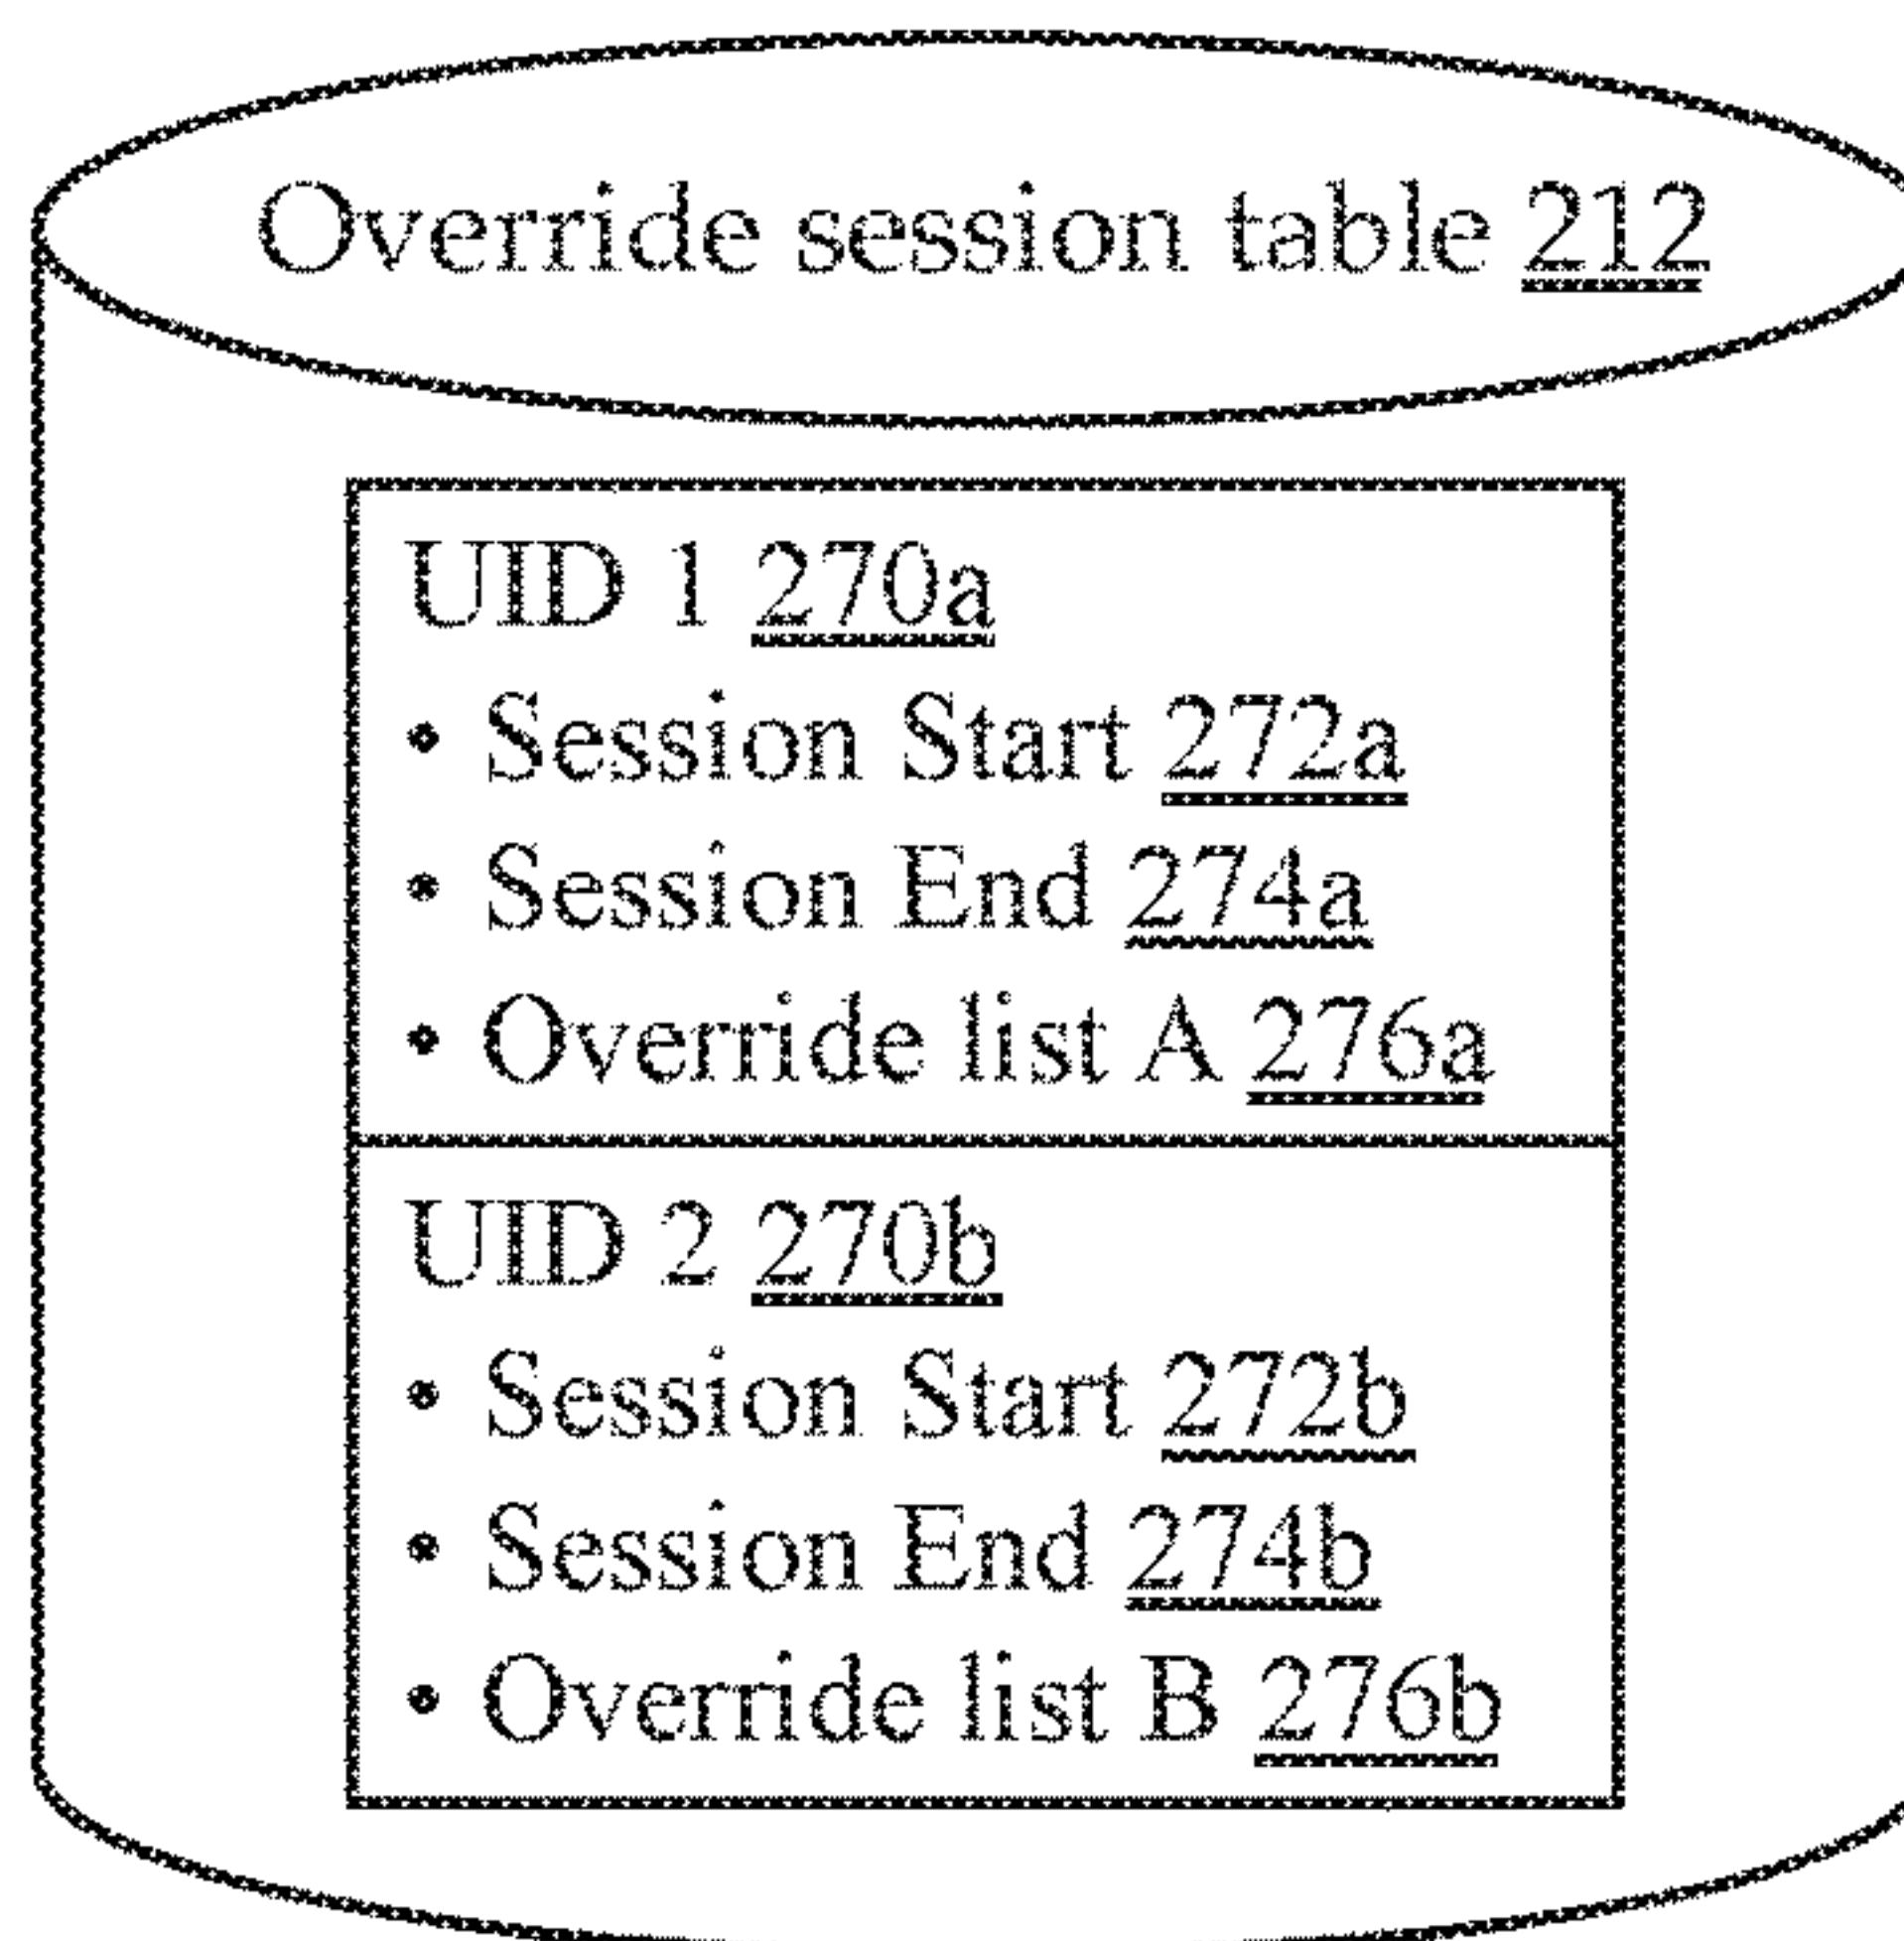 Override session table 212
UID 1 270a
• Session Start 272a
• Session End 274a
• Override list A 276a
UID 2 270b
• Session Start 272b
• Session End 274b
• Override list B 276b